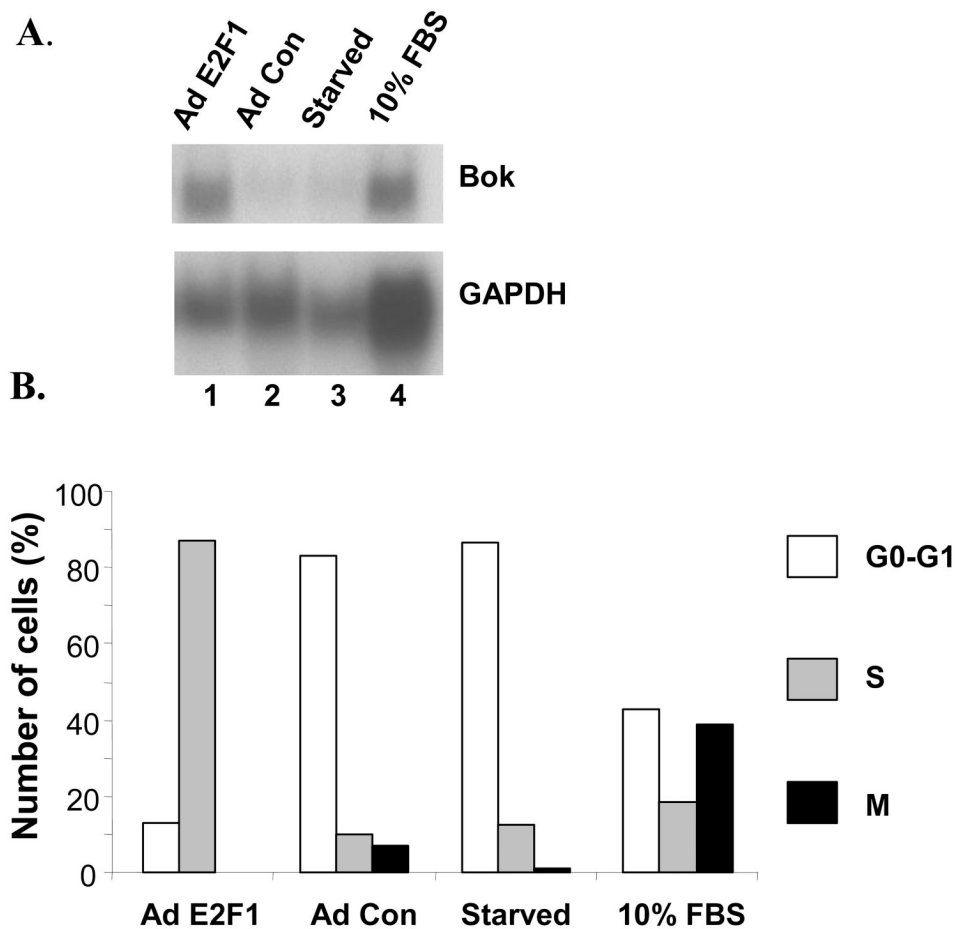 A.
Ad E2F1 Ad Con Starved 10% FBS
Bok
GAPDH
1 2 3 4
B.
Number of cells (%)
100
80
60
40
20
0
Ad E2F1 Ad Con Starved 10% FBS
G0-G1
S
M